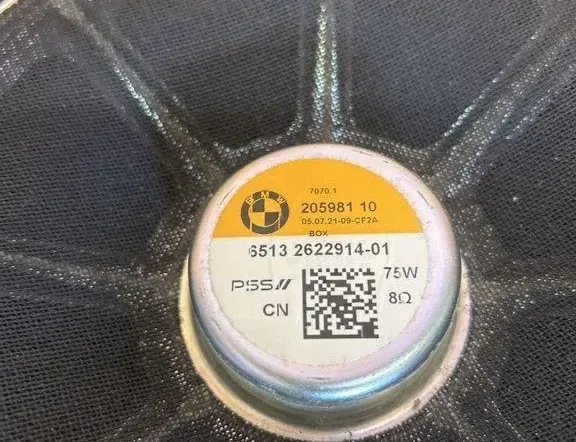 7070.1
BMW
205981 10
05.07.21-09-CF2A
BOX
6513 2622914-01
PSS//
75W
CN
8Ω